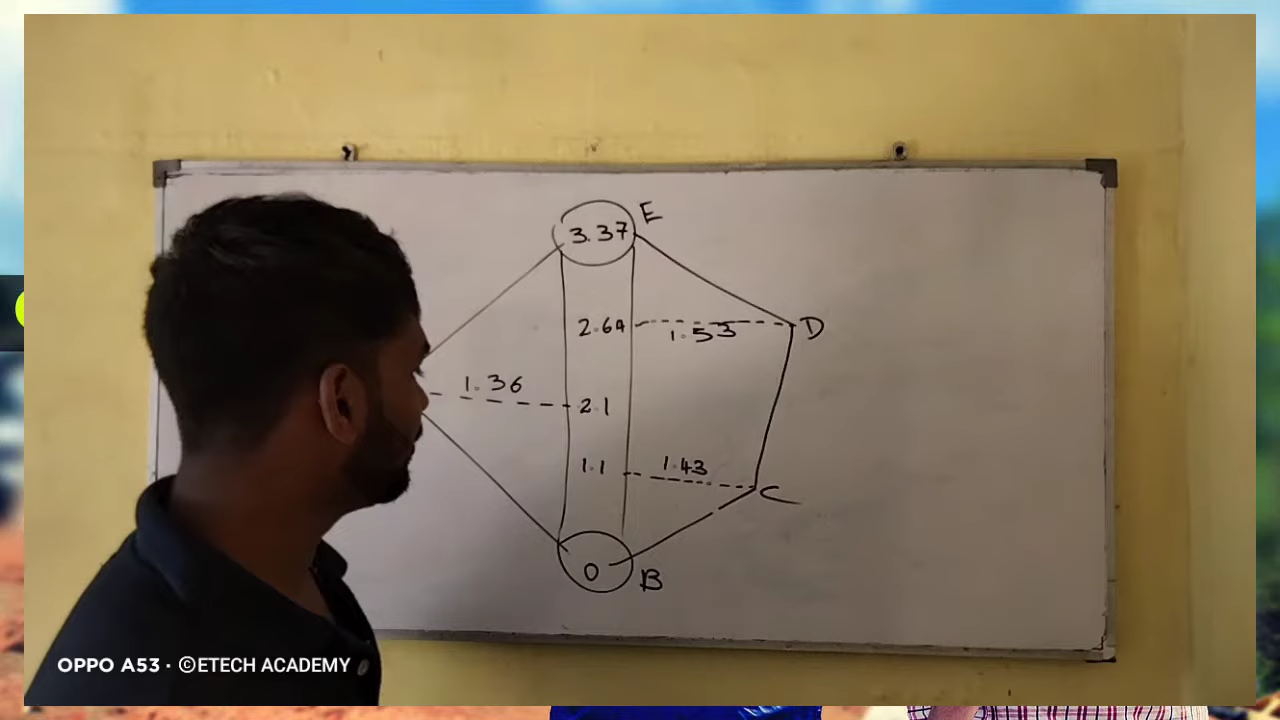 3.37 E
2.64 1.53 D
1.36 2.1
1.1 1.43 C
0 B
OPPO A53 · ©ETECH ACADEMY